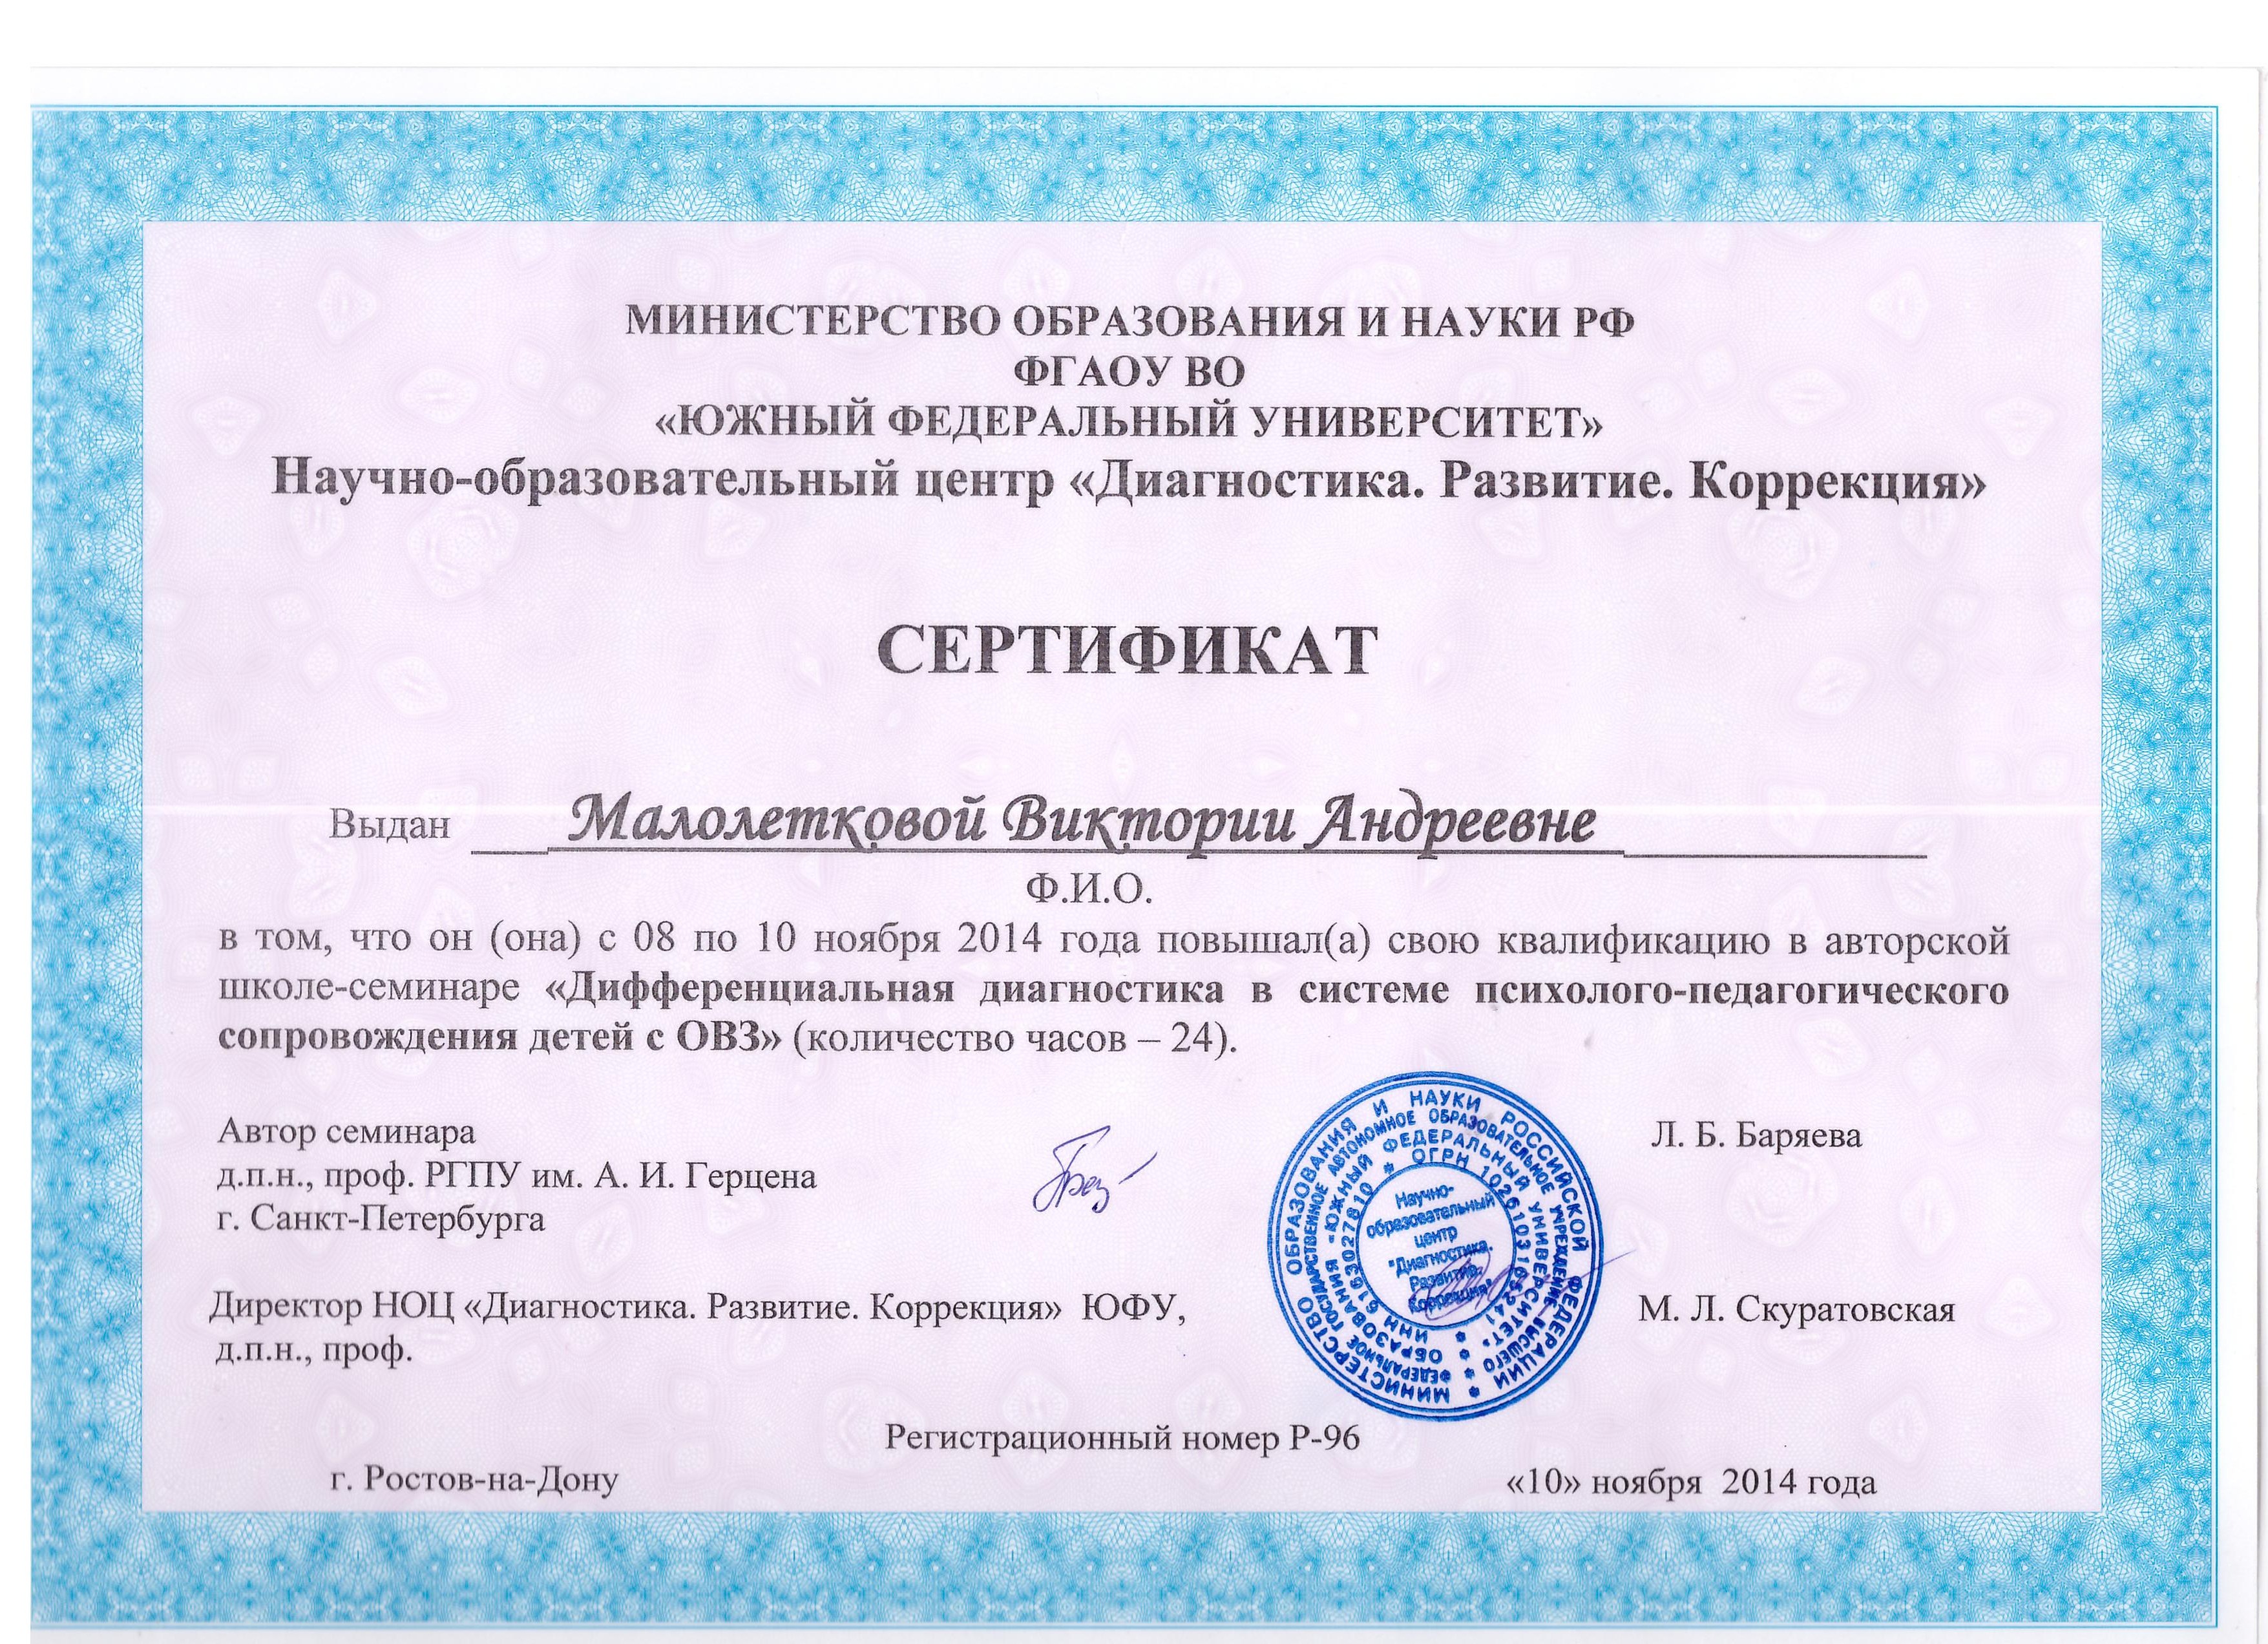 МИНИСТЕРСТВО ОБРАЗОВАНИЯ И НАУКИ РФ
ФГАОУ ВО
«ЮЖНЫЙ ФЕДЕРАЛЬНЫЙ УНИВЕРСИТЕТ»
Научно-образовательный центр «Диагностика. Развитие. Коррекция»
СЕРТИФИКАТ
Выдан Малолетковой Виктории Андреевне
Ф.И.О.
в том, что он (она) с 08 по 10 ноября 2014 года повышал(а) свою квалификацию в авторской
школе-семинаре «Дифференциальная диагностика в системе психолого-педагогического
сопровождения детей с ОВЗ» (количество часов – 24).
Автор семинара
д.п.н., проф. РГПУ им. А. И. Герцена
г. Санкт-Петербурга
Л. Б. Баряева
МИНИСТЕРСТВО ОБРАЗОВАНИЯ И НАУКИ РОССИЙСКОЙ ФЕДЕРАЦИИ
ФЕДЕРАЛЬНОЕ ГОСУДАРСТВЕННОЕ АВТОНОМНОЕ ОБРАЗОВАТЕЛЬНОЕ УЧРЕЖДЕНИЕ ВЫСШЕГО
ОБРАЗОВАНИЯ «ЮЖНЫЙ ФЕДЕРАЛЬНЫЙ УНИВЕРСИТЕТ»
ИНН 6163027810 * ОГРН
Научно-
образовательный
центр
"Диагностика.
Развитие.
Коррекция"
Директор НОЦ «Диагностика. Развитие. Коррекция» ЮФУ,
д.п.н., проф.
М. Л. Скуратовская
Регистрационный номер Р-96
г. Ростов-на-Дону
«10» ноября 2014 года